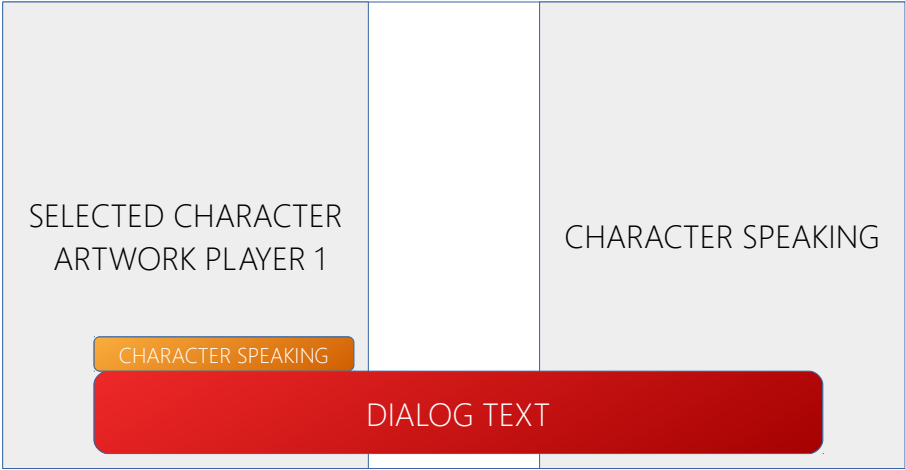 SELECTED CHARACTER
ARTWORK PLAYER 1
CHARACTER SPEAKING
CHARACTER SPEAKING
DIALOG TEXT